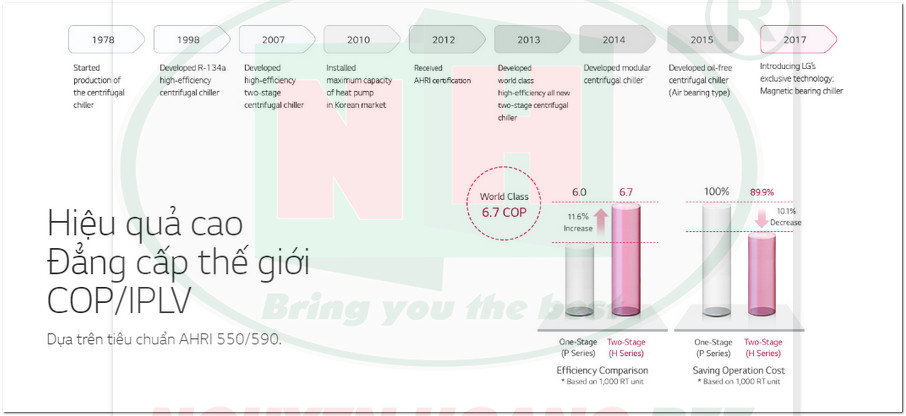 1978
1998
2007
2010
2012
2013
2014
2015
2017
Started
production of
the centrifugal
chiller
Developed R-134a
high-efficiency
centrifugal chiller
Developed
high-efficiency
two-stage
centrifugal chiller
Installed
maximum capacity
of heat pump
in Korean market
Received
AHRI certification
Developed
world class
high-efficiency all new
two-stage centrifugal
chiller
Developed modular
centrifugal chiller
Developed oil-free
centrifugal chiller
(Air bearing type)
Introducing LG's
exclusive technology:
Magnetic bearing chiller
®
NH
Bring you the best
Hiệu quả cao
Đẳng cấp thế giới
COP/IPLV
Dựa trên tiêu chuẩn AHRI 550/590.
World Class
6.7 COP
6.0
6.7
11.6%
Increase
One-Stage
(P Series)
Two-Stage
(H Series)
Efficiency Comparison
* Based on 1,000 RT unit
100%
89.9%
10.1%
Decrease
One-Stage
(P Series)
Two-Stage
(H Series)
Saving Operation Cost
* Based on 1,000 RT unit